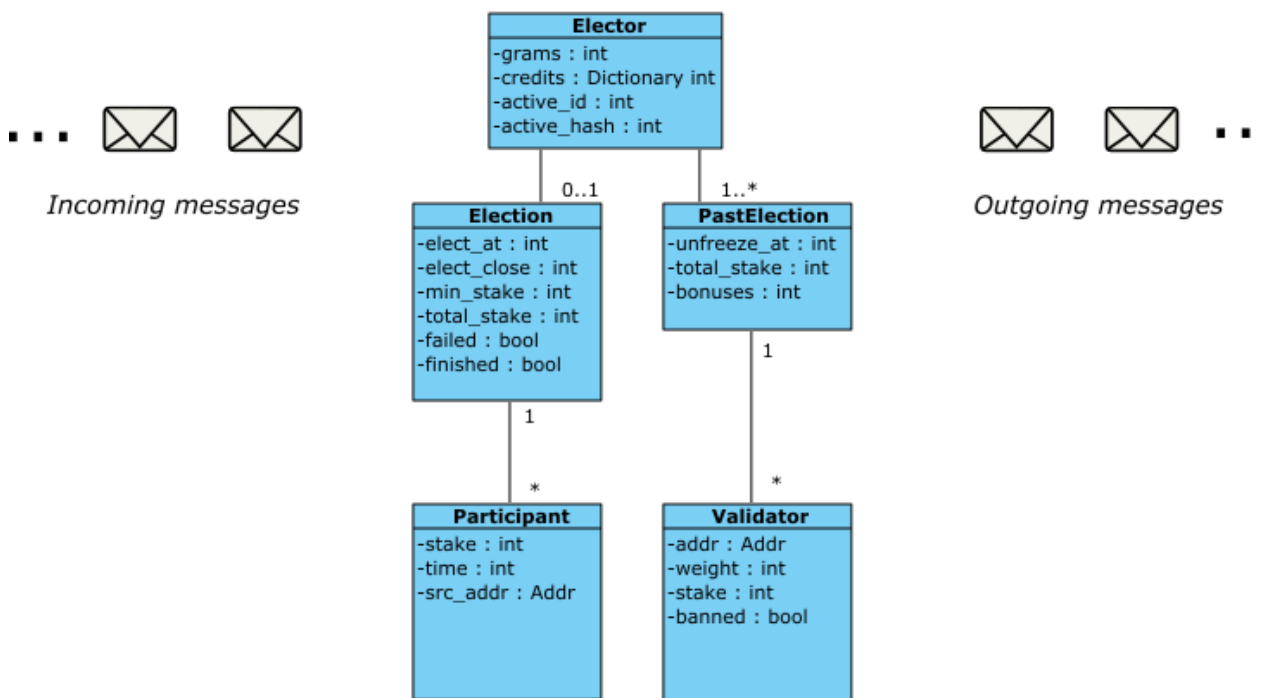 Elector
-grams : int
-credits : Dictionary int
-active_id : int
-active_hash : int
Incoming messages
Outgoing messages
0..1
1..*
Election
-elect_at : int
-elect_close : int
-min_stake : int
-total_stake : int
-failed : bool
-finished : bool
PastElection
-unfreeze_at : int
-total_stake : int
-bonuses : int
1
*
1
*
Participant
-stake : int
-time : int
-src_addr : Addr
Validator
-addr : Addr
-weight : int
-stake : int
-banned : bool